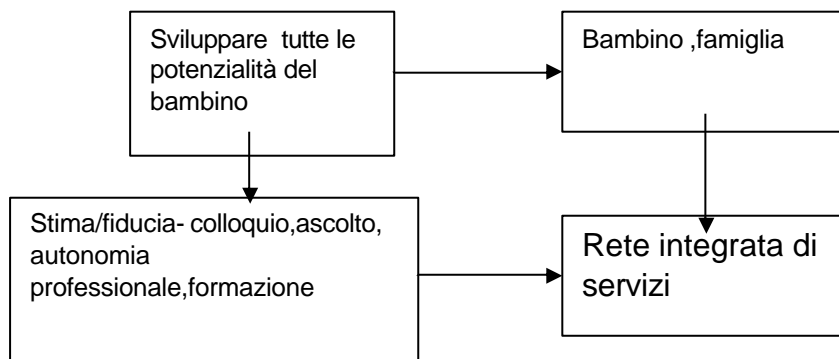 Sviluppare  tutte le
potenzialità del
bambino
Bambino ,famiglia
Stima/fiducia- colloquio,ascolto,
autonomia
professionale,formazione
Rete integrata di
servizi